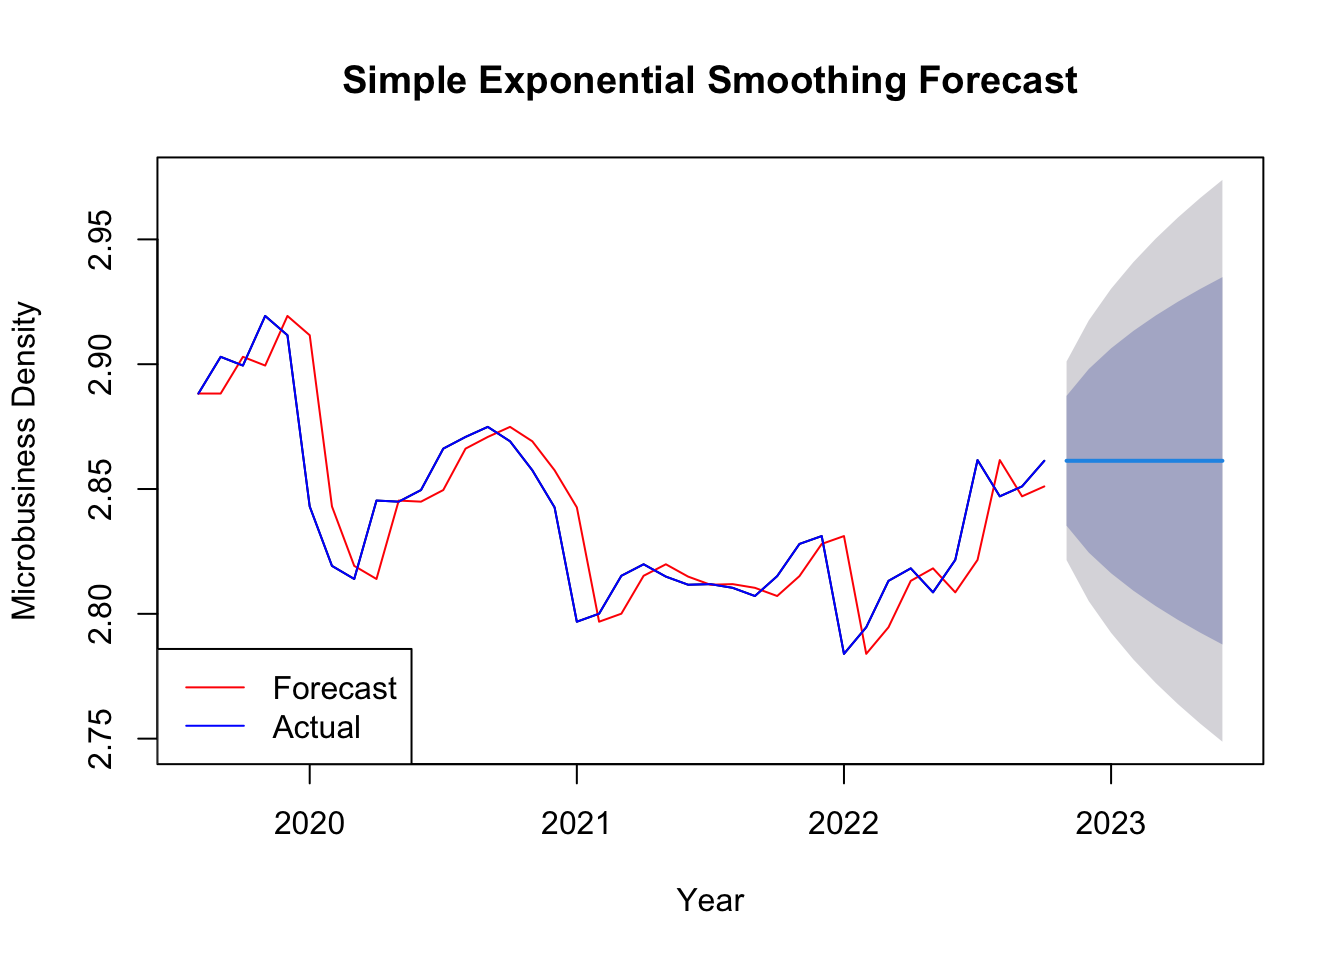 Simple Exponential Smoothing Forecast
Microbusiness Density
2.95
2.90
2.85
2.80
2.75
Forecast
Actual
2020 2021 2022 2023
Year